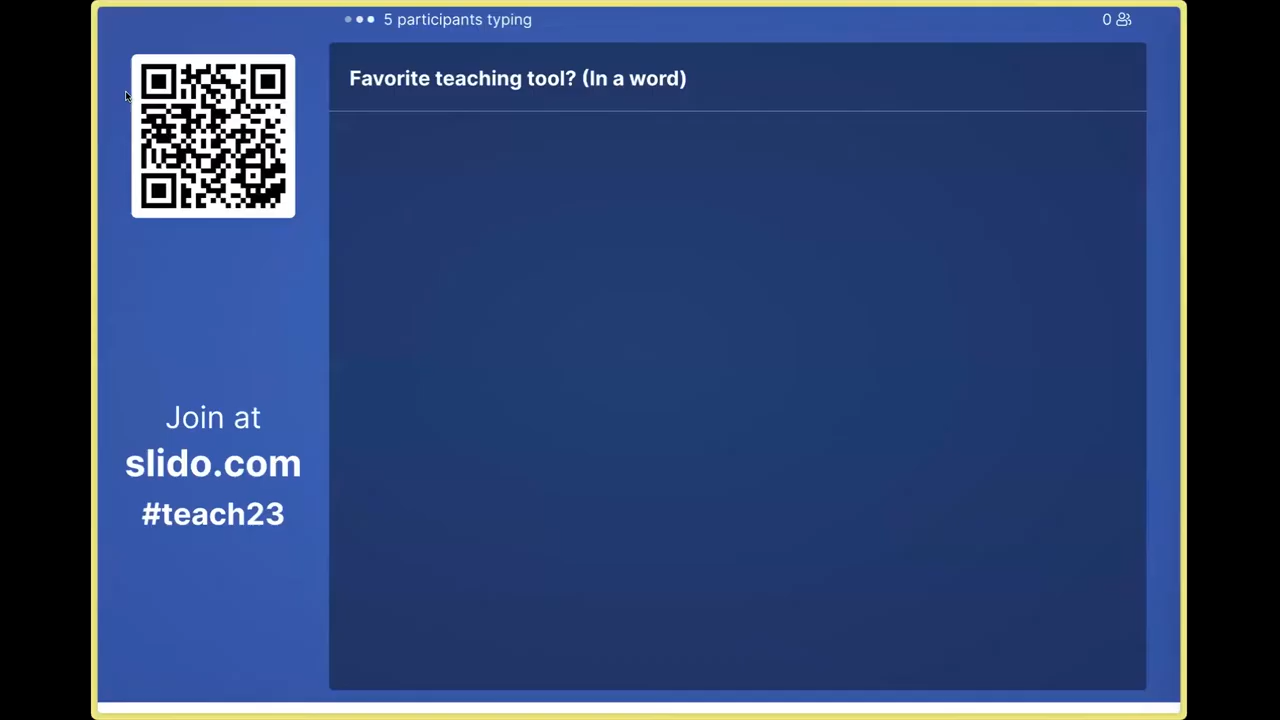 5 participants typing
0
Favorite teaching tool? (In a word)
Join at
slido.com
#teach23